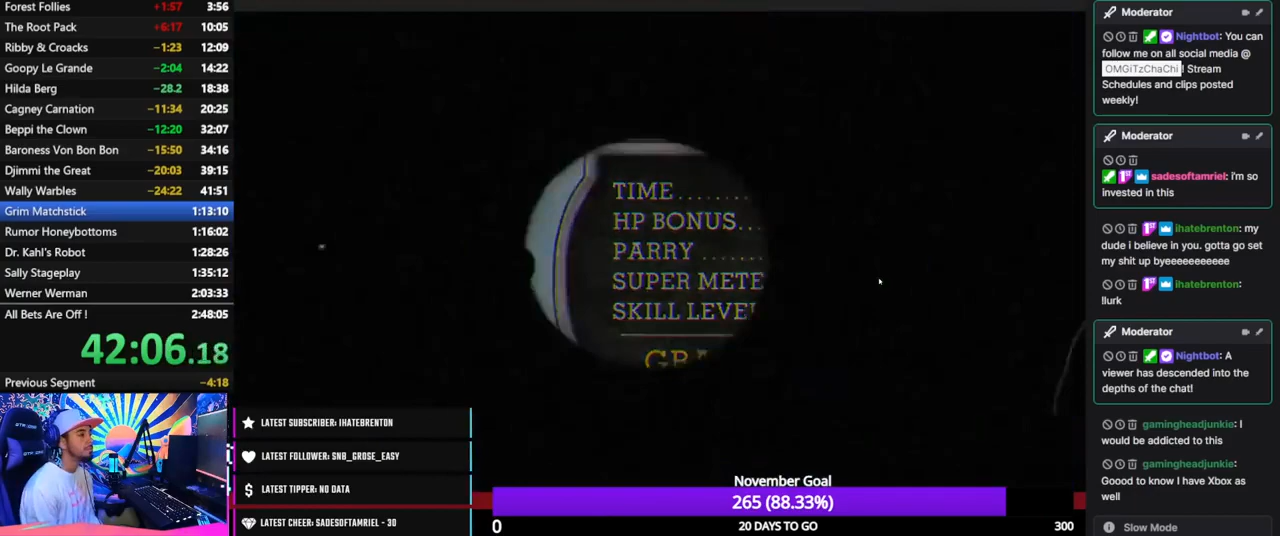 Forest Follies +1:57 3:56
The Root Pack +6:17 10:05
Ribby & Croacks −1:23 12:09
Goopy Le Grande −2:04 14:22
Hilda Berg −28.2 18:38
Cagney Carnation −11:34 20:25
Beppi the Clown −12:20 32:07
Baroness Von Bon Bon −15:50 34:16
Djimmi the Great −20:03 39:15
Wally Warbles −24:22 41:51
Grim Matchstick 1:13:10
Rumor Honeybottoms 1:16:02
Dr. Kahl's Robot 1:28:26
Sally Stageplay 1:35:12
Werner Werman 2:03:33
All Bets Are Off ! 2:48:05
42:06.18
Previous Segment −4:18
TIME........
HP BONUS...
PARRY .......
SUPER METE
SKILL LEVEL
LATEST SUBSCRIBER: IHATEBRENTON
LATEST FOLLOWER: SNB_GROSE_EASY
LATEST TIPPER: NO DATA
LATEST CHEER: SADESOFTAMRIEL - 30
November Goal
265 (88.33%)
0 20 DAYS TO GO 300
Moderator
Nightbot: You can
follow me on all social media @
OMGiTzChaChi! Stream
Schedules and clips posted
weekly!
Moderator
sadesoftamriel: i'm so
invested in this
ihatebrenton: my
dude i believe in you. gotta go set
my shit up byeeeeeeeeee
ihatebrenton:
!lurk
Moderator
Nightbot: A
viewer has descended into the
depths of the chat!
gamingheadjunkie: I
would be addicted to this
gamingheadjunkie:
Goood to know I have Xbox as
well
Slow Mode